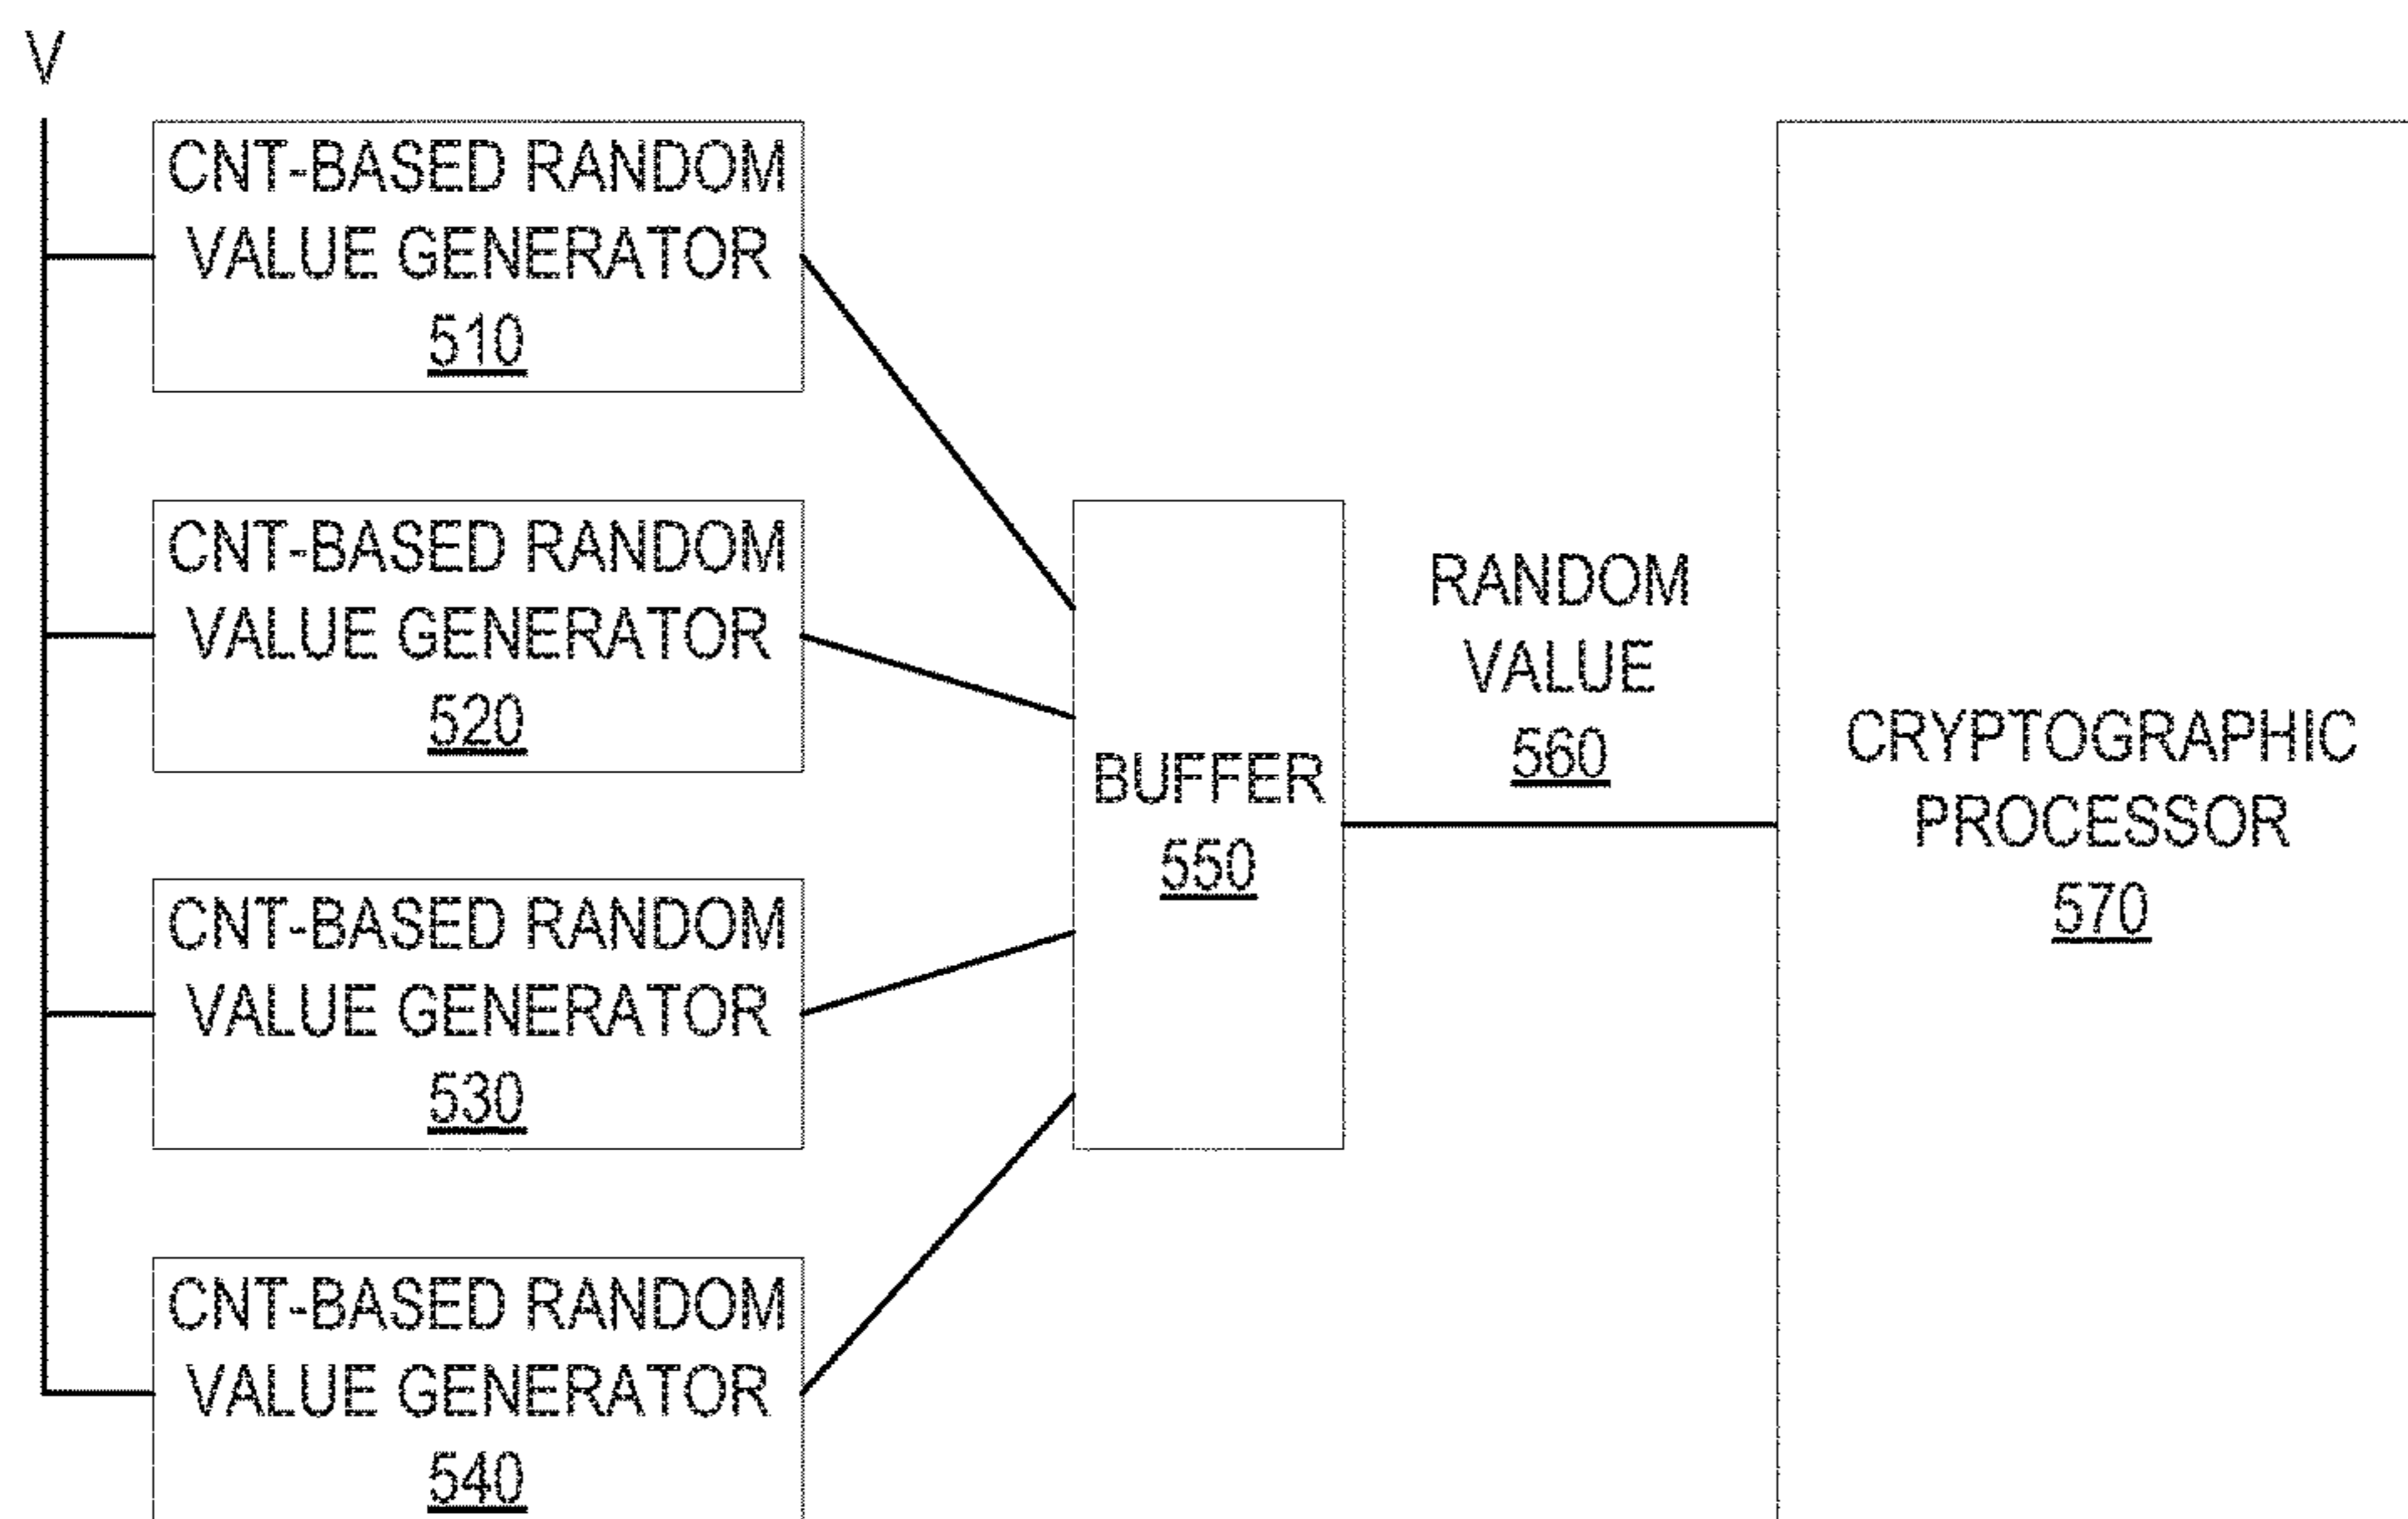 V
CNT-BASED RANDOM
VALUE GENERATOR
510
CNT-BASED RANDOM
VALUE GENERATOR
520
CNT-BASED RANDOM
VALUE GENERATOR
530
CNT-BASED RANDOM
VALUE GENERATOR
540
BUFFER
550
RANDOM
VALUE
560
CRYPTOGRAPHIC
PROCESSOR
570